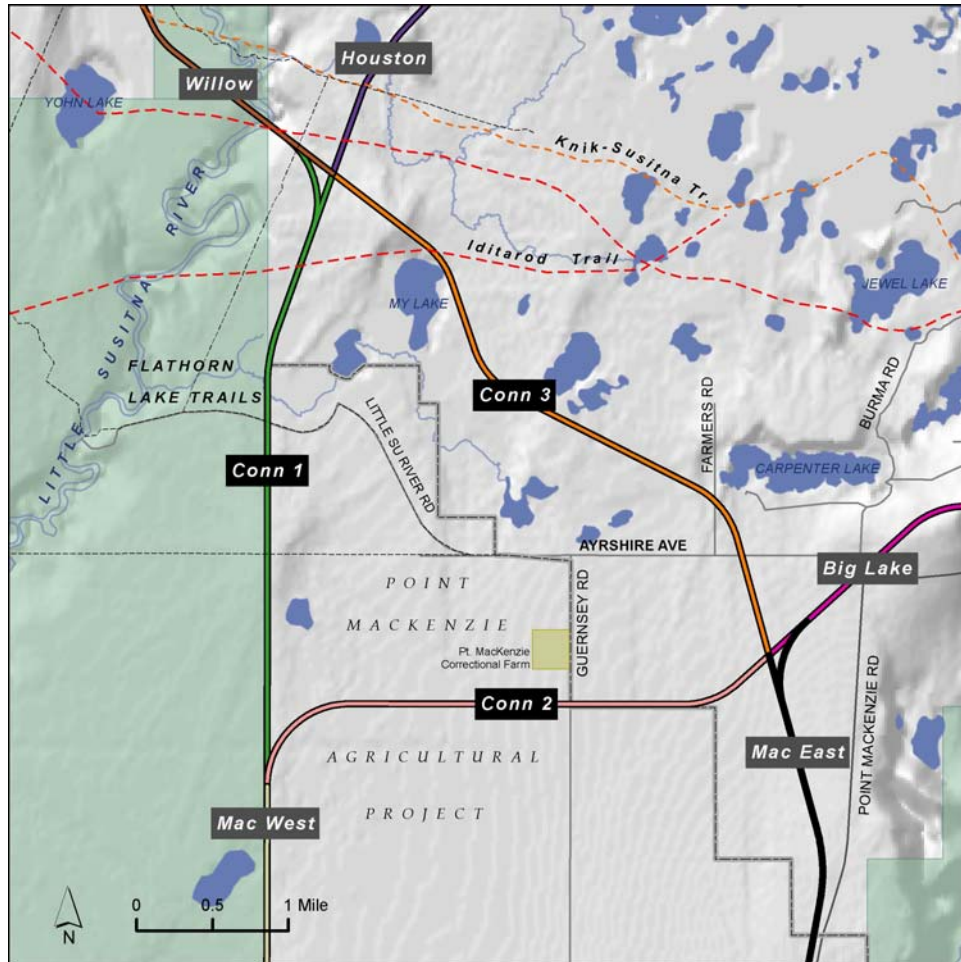 Houston
Willow
YOHN LAKE
Knik-Susitna Tr.
RIVER
Iditarod Trail
JEWEL LAKE
MY LAKE
SUSITNA
FLATHORN
LAKE TRAILS
BURMA RD
Conn 3
LITTLE SU RIVER RD
FARMERS RD
Conn 1
CARPENTER LAKE
LITTLE
AYRSHIRE AVE
Big Lake
POINT
MACKENZIE
GUERNSEY RD
Pt. MacKenzie
Correctional Farm
POINT MACKENZIE RD
Conn 2
Mac East
AGRICULTURAL
PROJECT
Mac West
0 0.5 1 Mile
N